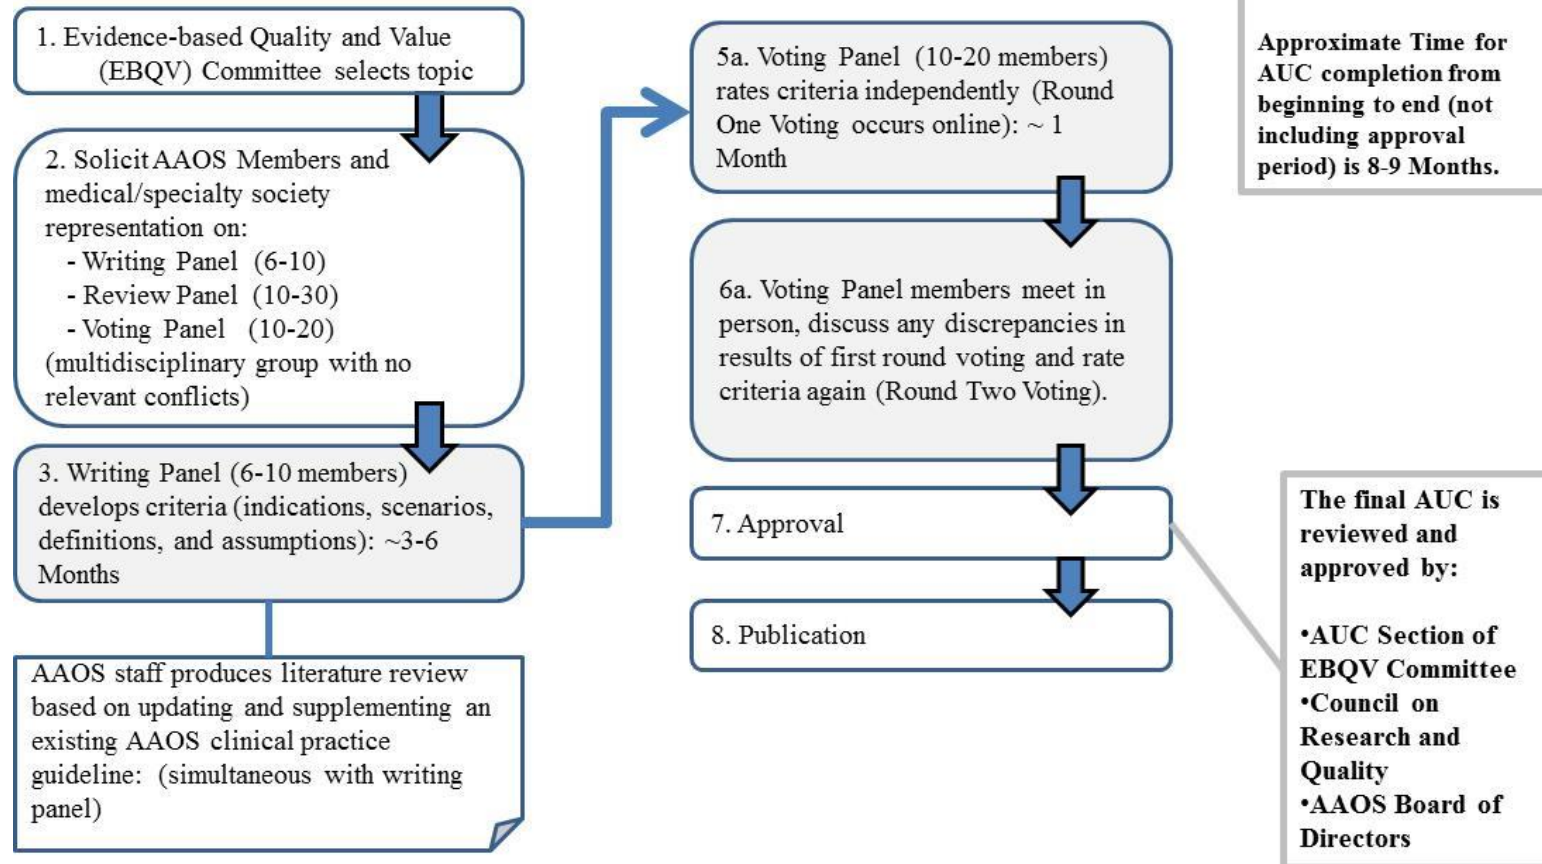 1. Evidence-based Quality and Value
(EBQV) Committee selects topic
2. Solicit AAOS Members and
medical/specialty society
representation on:
- Writing Panel (6-10)
- Review Panel (10-30)
- Voting Panel (10-20)
(multidisciplinary group with no
relevant conflicts)
3. Writing Panel (6-10 members)
develops criteria (indications, scenarios,
definitions, and assumptions): ~3-6
Months
AAOS staff produces literature review
based on updating and supplementing an
existing AAOS clinical practice
guideline: (simultaneous with writing
panel)
5a. Voting Panel (10-20 members)
rates criteria independently (Round
One Voting occurs online): ~ 1
Month
6a. Voting Panel members meet in
person, discuss any discrepancies in
results of first round voting and rate
criteria again (Round Two Voting).
7. Approval
8. Publication
Approximate Time for
AUC completion from
beginning to end (not
including approval
period) is 8-9 Months.
The final AUC is
reviewed and
approved by:
•AUC Section of
EBQV Committee
•Council on
Research and
Quality
•AAOS Board of
Directors